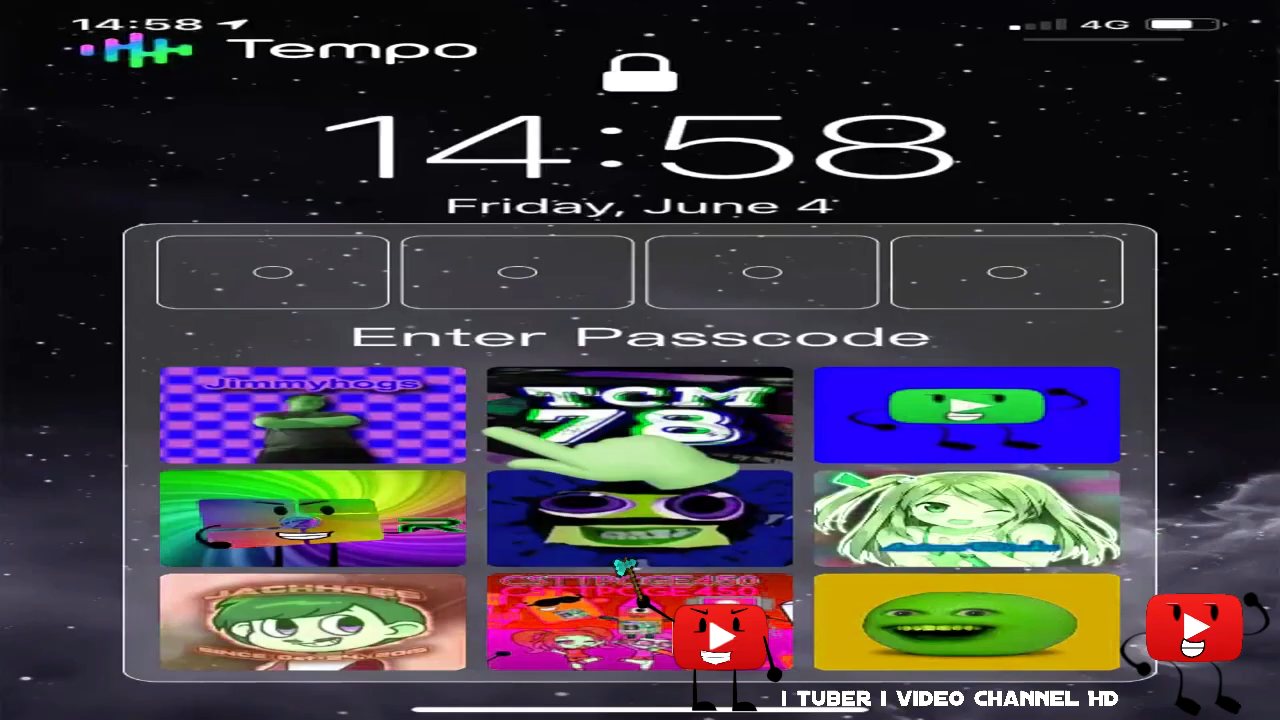 14:58
4G
Tempo
14:58
Friday, June 4
Enter Passcode
Jimmyhogs
TCM
78
I TUBER I VIDEO CHANNEL HD